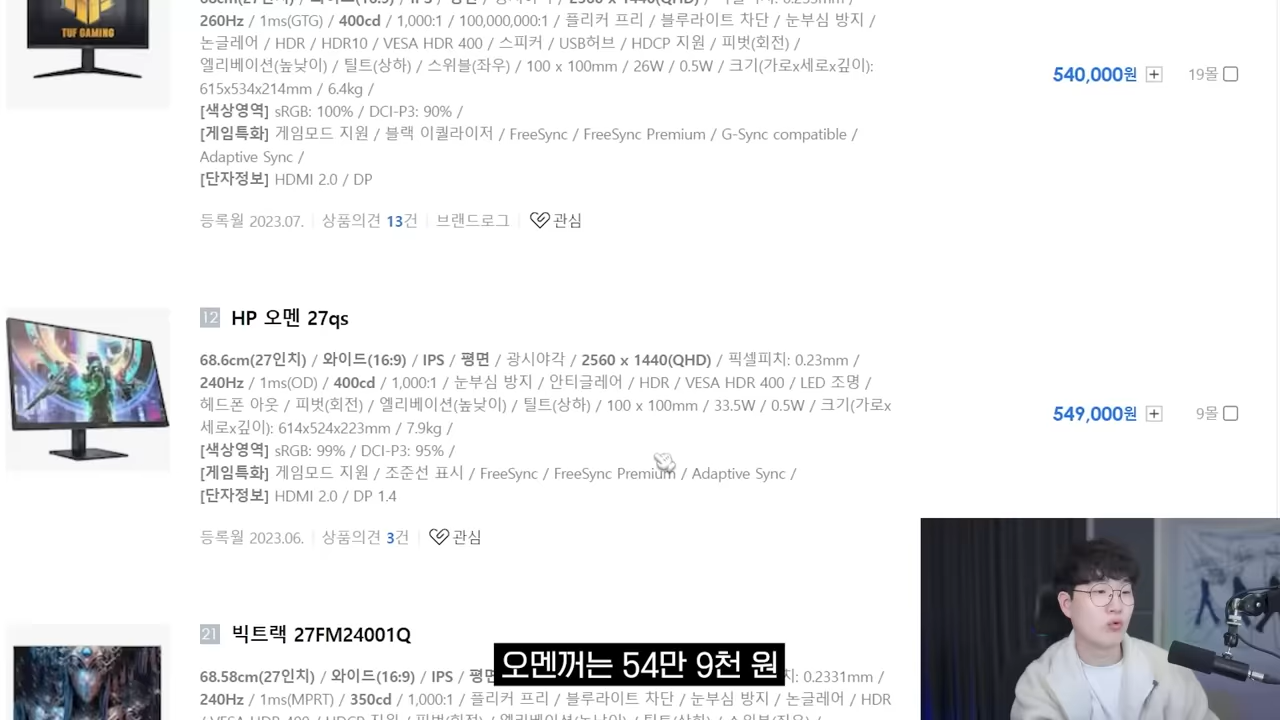 TUF GAMING
260Hz / 1ms(GTG) / 400cd / 1,000:1 / 100,000,000:1 / 플리커 프리 / 블루라이트 차단 / 눈부심 방지 /
논글레어 / HDR / HDR10 / VESA HDR 400 / 스피커 / USB허브 / HDCP 지원 / 피벗(회전) /
엘리베이션(높낮이) / 틸트(상하) / 스위블(좌우) / 100 x 100mm / 26W / 0.5W / 크기(가로x세로x깊이):
615x534x214mm / 6.4kg /
[색상영역] sRGB: 100% / DCI-P3: 90% /
[게임특화] 게임모드 지원 / 블랙 이퀄라이저 / FreeSync / FreeSync Premium / G-Sync compatible /
Adaptive Sync /
[단자정보] HDMI 2.0 / DP
540,000원 + 19몰
등록월 2023.07. 상품의견 13건 브랜드로그 관심
12 HP 오멘 27qs
68.6cm(27인치) / 와이드(16:9) / IPS / 평면 / 광시야각 / 2560 x 1440(QHD) / 픽셀피치: 0.23mm /
240Hz / 1ms(OD) / 400cd / 1,000:1 / 눈부심 방지 / 안티글레어 / HDR / VESA HDR 400 / LED 조명 /
헤드폰 아웃 / 피벗(회전) / 엘리베이션(높낮이) / 틸트(상하) / 100 x 100mm / 33.5W / 0.5W / 크기(가로x
세로x깊이): 614x524x223mm / 7.9kg /
[색상영역] sRGB: 99% / DCI-P3: 95% /
[게임특화] 게임모드 지원 / 조준선 표시 / FreeSync / FreeSync Premium / Adaptive Sync /
[단자정보] HDMI 2.0 / DP 1.4
549,000원 + 9몰
등록월 2023.06. 상품의견 3건 관심
21 빅트랙 27FM24001Q
68.58cm(27인치) / 와이드(16:9) / IPS / 0.2331mm /
오멘꺼는 54만 9천 원
240Hz / 1ms(MPRT) / 350cd / 1,000:1 / 플리커 프리 / 블루라이트 차단 / 눈부심 방지 / 논글레어 / HDR